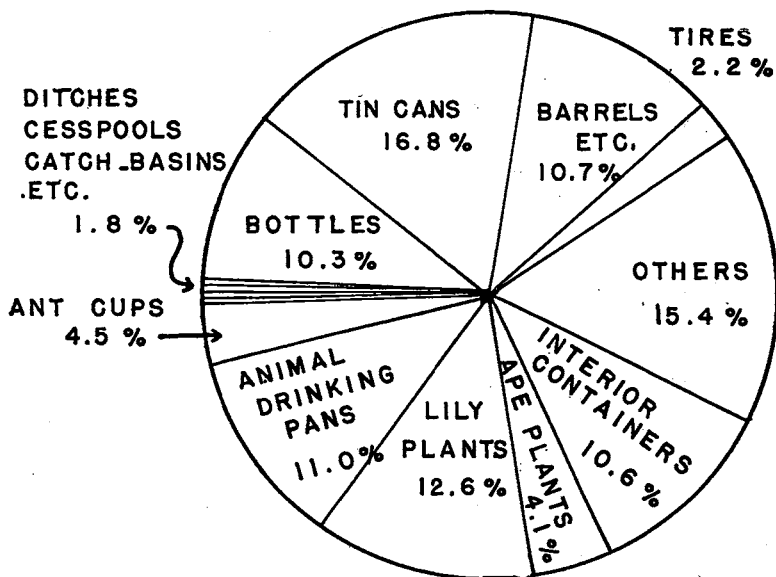 TIRES
2.2%
DITCHES
CESSPOOLS
CATCH-BASINS
.ETC.
1.8%
TIN CANS
16.8%
BARRELS
ETC.
10.7%
BOTTLES
10.3%
OTHERS
15.4%
ANT CUPS
4.5%
ANIMAL
DRINKING
PANS
11.0%
LILY
PLANTS
12.6%
APE PLANTS
4.1%
INTERIOR
CONTAINERS
10.6%